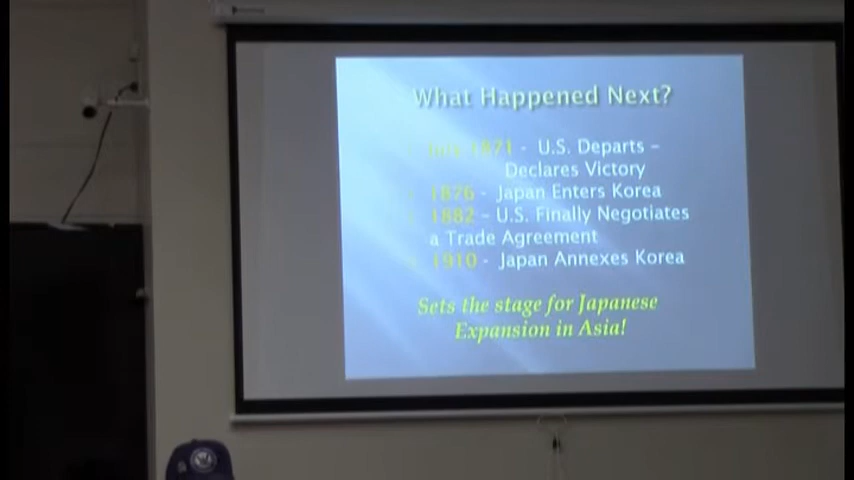 What Happened Next?
July 1871 - U.S. Departs –
Declares Victory
1876 - Japan Enters Korea
1882 – U.S. Finally Negotiates
a Trade Agreement
1910 - Japan Annexes Korea
Sets the stage for Japanese
Expansion in Asia!